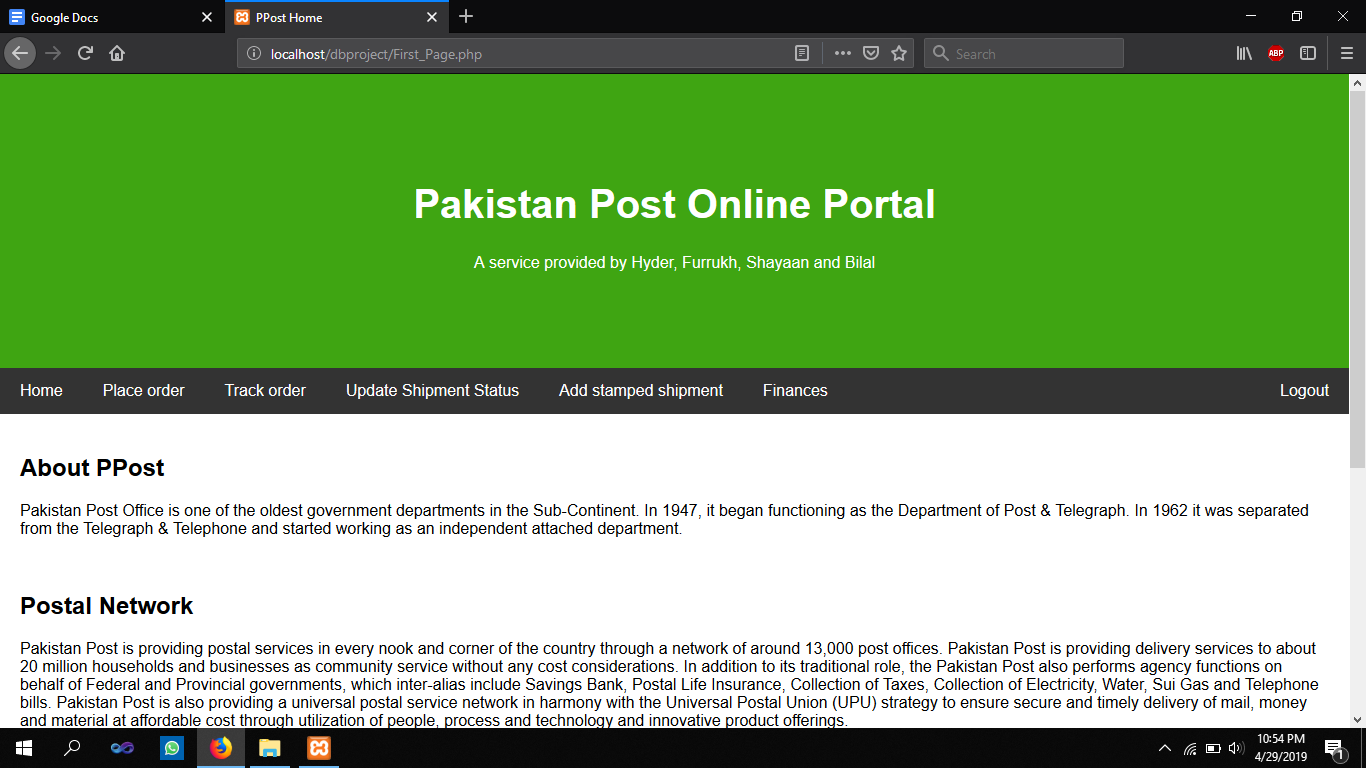 Google Docs
PPost Home
localhost/dbproject/First_Page.php
Search
ABP
Pakistan Post Online Portal
A service provided by Hyder, Furrukh, Shayaan and Bilal
Home Place order Track order Update Shipment Status Add stamped shipment Finances Logout
About PPost
Pakistan Post Office is one of the oldest government departments in the Sub-Continent. In 1947, it began functioning as the Department of Post & Telegraph. In 1962 it was separated
from the Telegraph & Telephone and started working as an independent attached department.
Postal Network
Pakistan Post is providing postal services in every nook and corner of the country through a network of around 13,000 post offices. Pakistan Post is providing delivery services to about
20 million households and businesses as community service without any cost considerations. In addition to its traditional role, the Pakistan Post also performs agency functions on
behalf of Federal and Provincial governments, which inter-alias include Savings Bank, Postal Life Insurance, Collection of Taxes, Collection of Electricity, Water, Sui Gas and Telephone
bills. Pakistan Post is also providing a universal postal service network in harmony with the Universal Postal Union (UPU) strategy to ensure secure and timely delivery of mail, money
and material at affordable cost through utilization of people, process and technology and innovative product offerings.
10:54 PM
4/29/2019
1